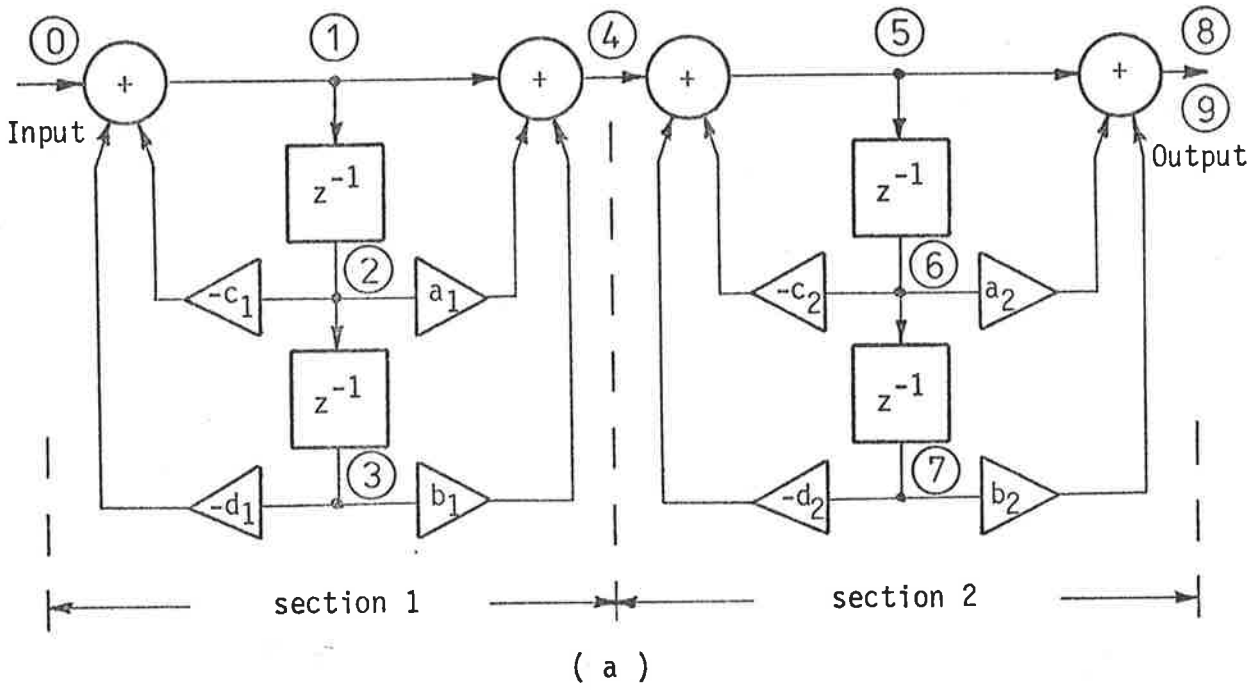 0 1 4 5 8
+ + + +
9
Input Output
z⁻¹ z⁻¹
2 6
-c₁ a₁ -c₂ a₂
z⁻¹ z⁻¹
3 7
-d₁ b₁ -d₂ b₂
section 1 section 2
( a )